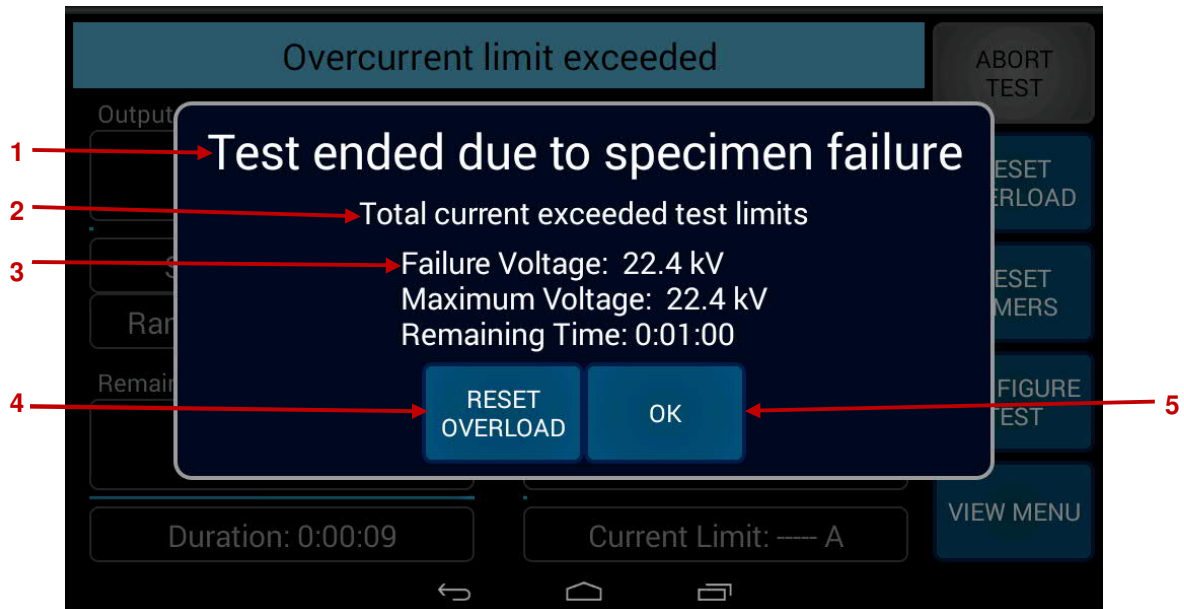 Overcurrent limit exceeded
ABORT
TEST
Output
1
Test ended due to specimen failure
ESET
ERLOAD
2
Total current exceeded test limits
3
Failure Voltage: 22.4 kV
Maximum Voltage: 22.4 kV
Remaining Time: 0:01:00
S
Ran
ESET
MERS
Remain
4
RESET
OVERLOAD
OK
5
FIGURE
TEST
Duration: 0:00:09
Current Limit: ----- A
VIEW MENU